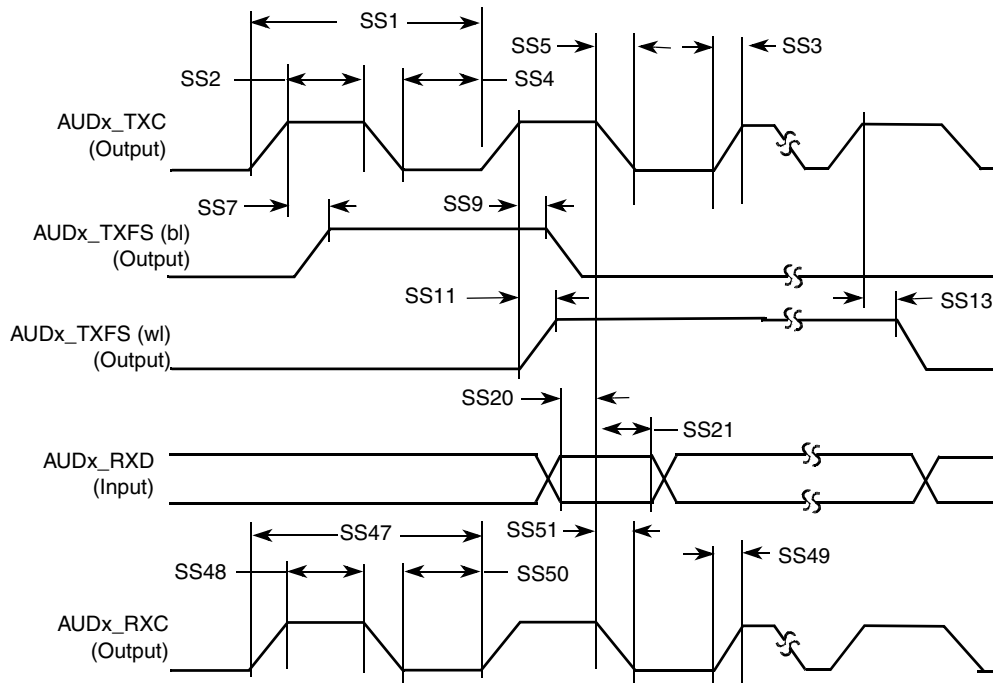 SS1
SS5
SS3
SS2
SS4
AUDx_TXC
(Output)
SS7
SS9
AUDx_TXFS (bl)
(Output)
SS11
SS13
AUDx_TXFS (wl)
(Output)
SS20
SS21
AUDx_RXD
(Input)
SS47
SS51
SS49
SS48
SS50
AUDx_RXC
(Output)